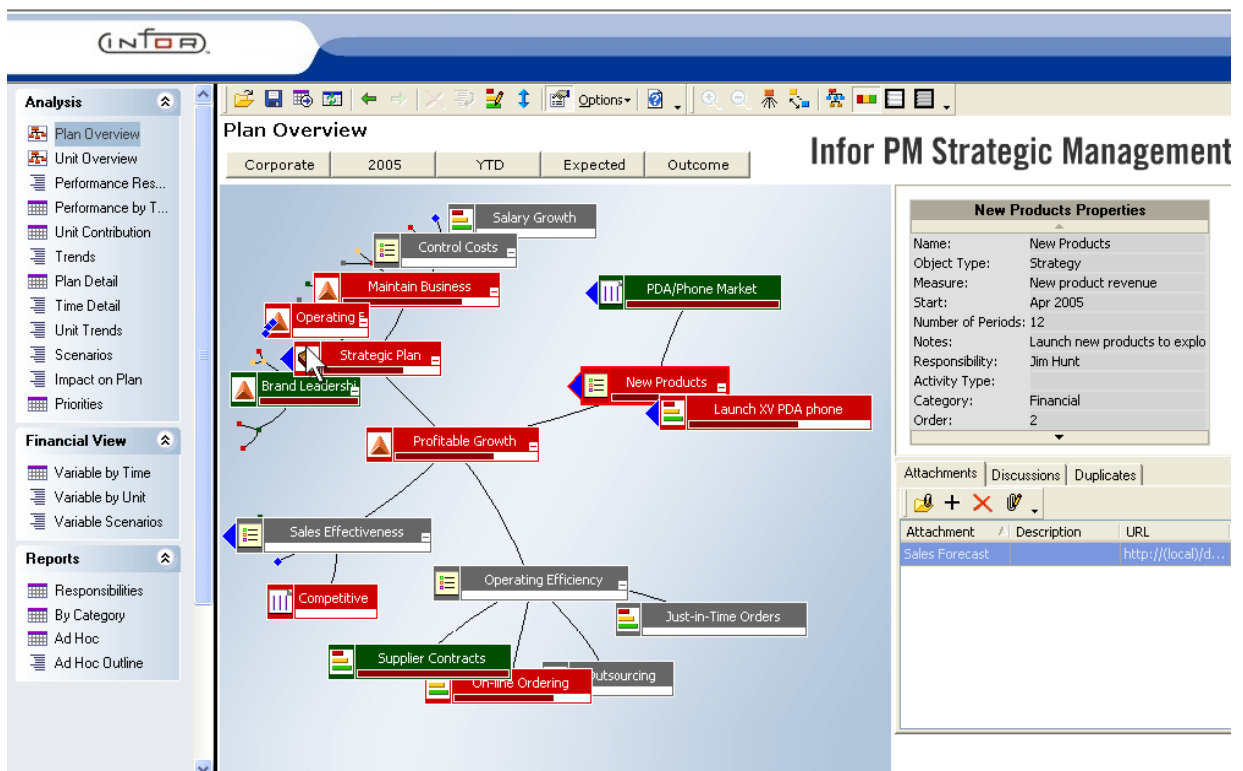 infor
Analysis
Plan Overview
Unit Overview
Performance Res...
Performance by T...
Unit Contribution
Trends
Plan Detail
Time Detail
Unit Trends
Scenarios
Impact on Plan
Priorities
Financial View
Variable by Time
Variable by Unit
Variable Scenarios
Reports
Responsibilities
By Category
Ad Hoc
Ad Hoc Outline
Options
Plan Overview
Infor PM Strategic Management
Corporate 2005 YTD Expected Outcome
Salary Growth
Control Costs
Maintain Business
PDA/Phone Market
Operating E
Strategic Plan
Brand Leadershi
New Products
Launch XV PDA phone
Profitable Growth
Sales Effectiveness
Operating Efficiency
Competitive
Just-in-Time Orders
Supplier Contracts
Outsourcing
On-line Ordering
New Products Properties
Name: New Products
Object Type: Strategy
Measure: New product revenue
Start: Apr 2005
Number of Periods: 12
Notes: Launch new products to explo
Responsibility: Jim Hunt
Activity Type:
Category: Financial
Order: 2
Attachments Discussions Duplicates
Attachment Description URL
Sales Forecast http://(local)/d...